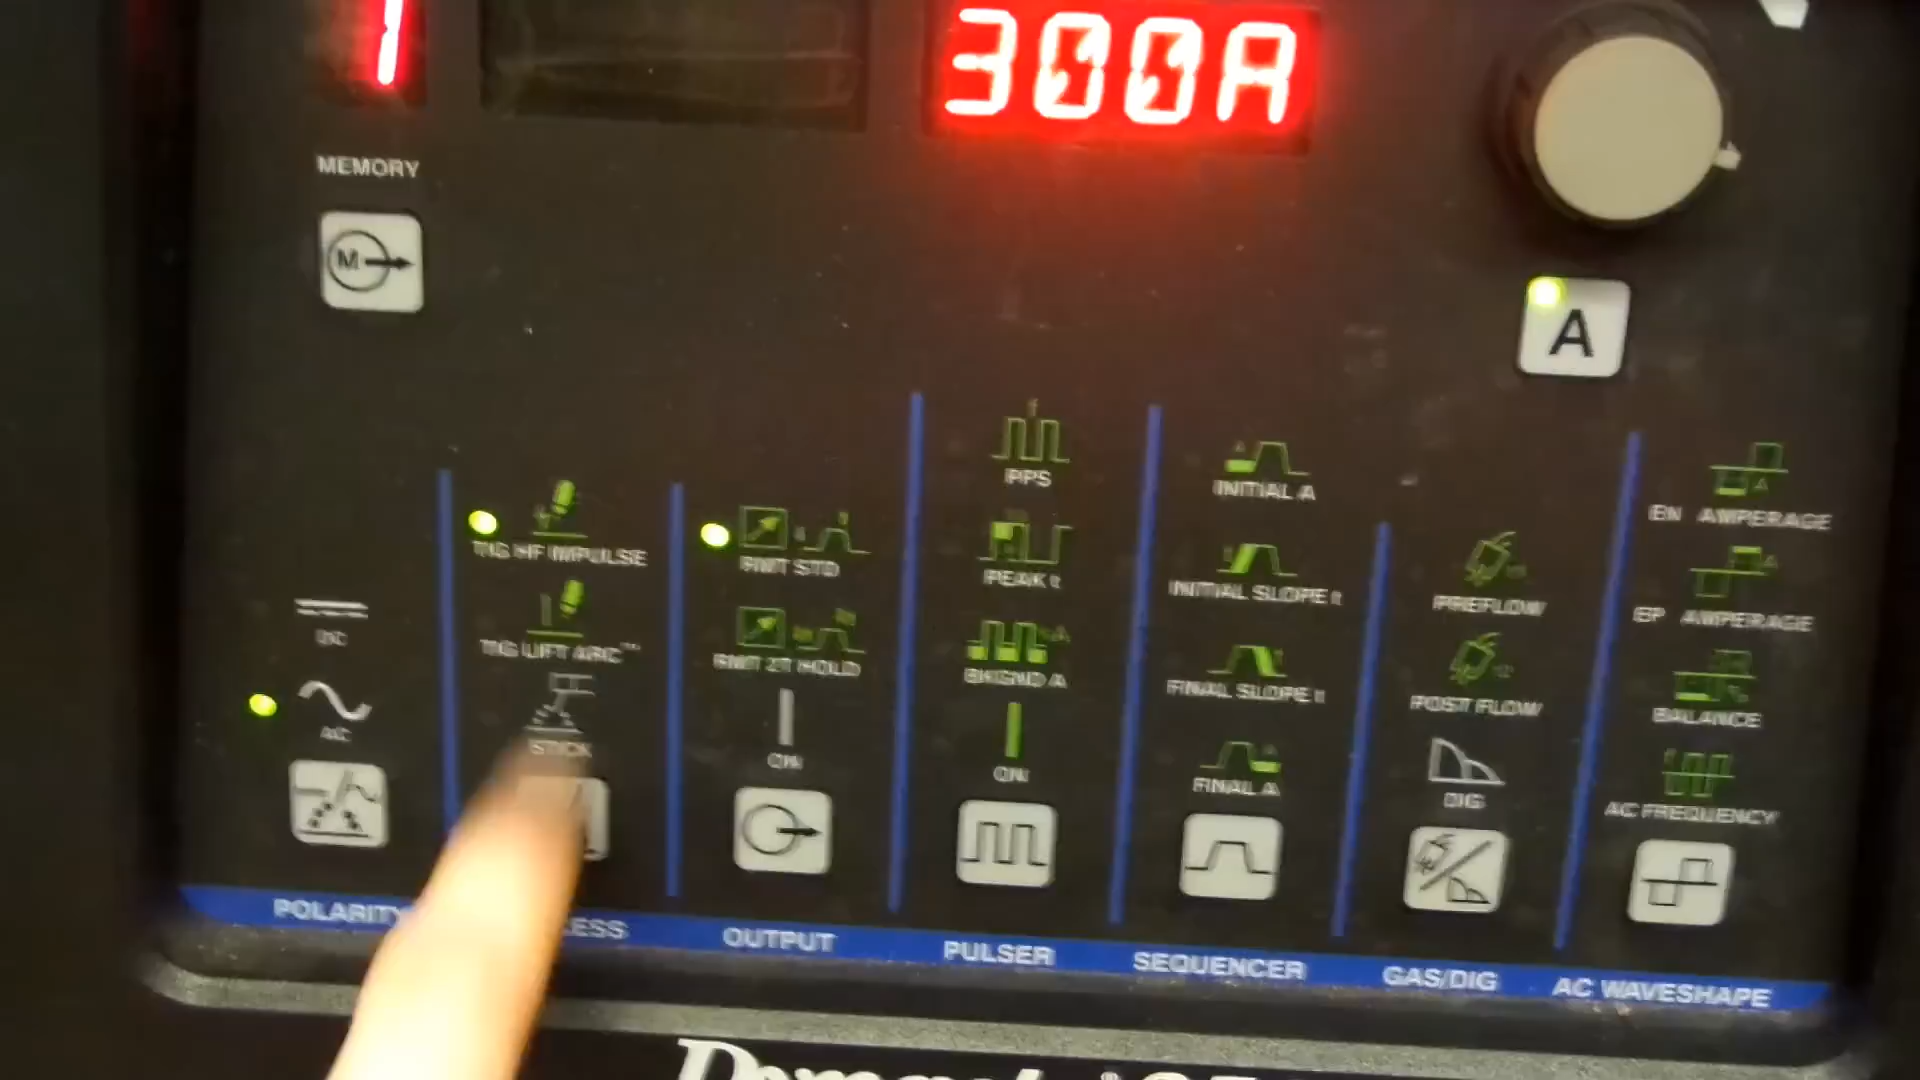 1
300A
MEMORY
M
A
PPS
INITIAL A
EN AMPERAGE
TIG HF IMPULSE
RMT STD
PEAK t
INITIAL SLOPE t
PREFLOW
EP AMPERAGE
DC
TIG LIFT ARC™
RMT 2T HOLD
BKGND A
FINAL SLOPE t
POST FLOW
BALANCE
AC
STICK
ON
ON
FINAL A
DIG
AC FREQUENCY
POLARITY
OUTPUT
PULSER
SEQUENCER
GAS/DIG
AC WAVESHAPE